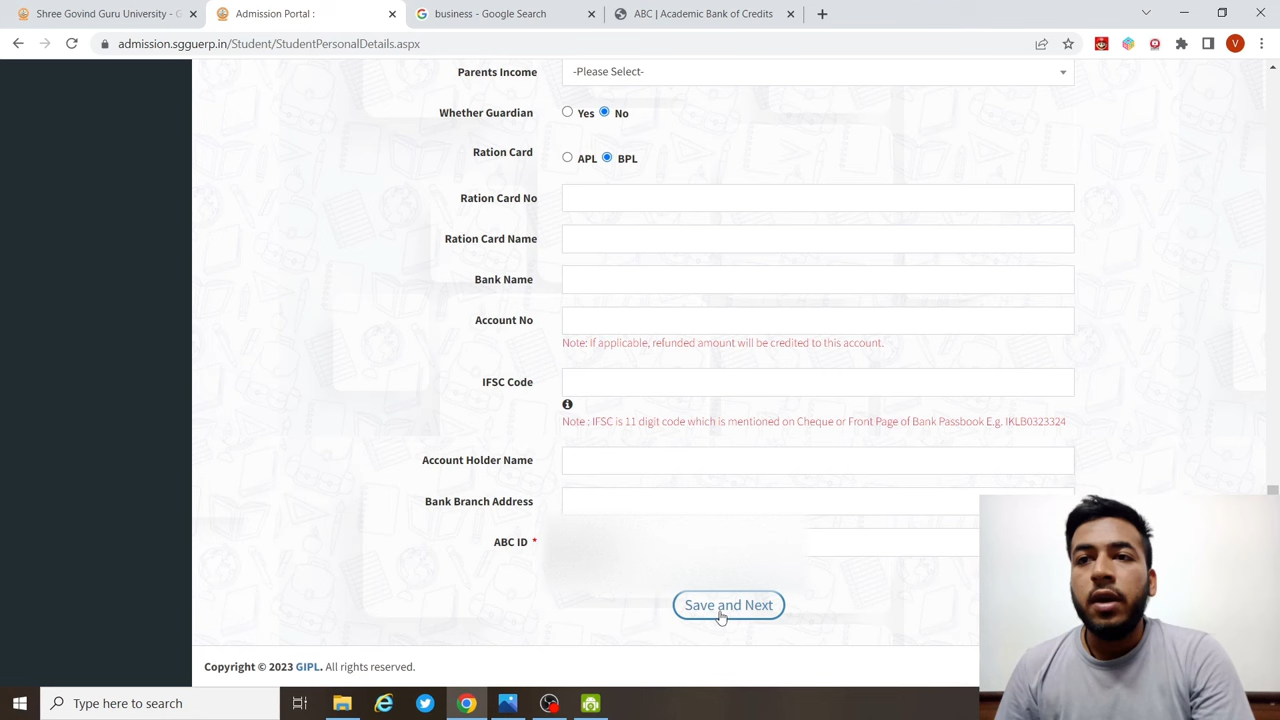 Shree Govind Guru University - G
Admission Portal :
business - Google Search
ABC | Academic Bank of Credits
admission.sgguerp.in/Student/StudentPersonalDetails.aspx
V
Parents Income -Please Select-
Whether Guardian Yes No
Ration Card APL BPL
Ration Card No
Ration Card Name
Bank Name
Account No
Note: If applicable, refunded amount will be credited to this account.
IFSC Code
Note : IFSC is 11 digit code which is mentioned on Cheque or Front Page of Bank Passbook E.g. IKLB0323324
Account Holder Name
Bank Branch Address
ABC ID *
Save and Next
Copyright © 2023 GIPL. All rights reserved.
Type here to search